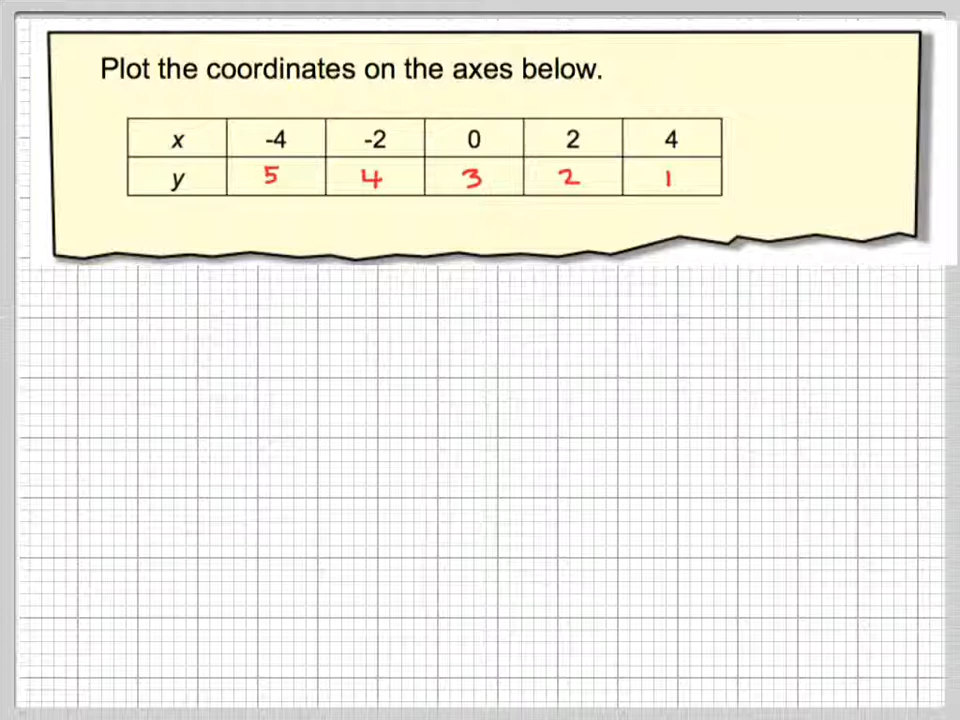 Plot the coordinates on the axes below.
x -4 -2 0 2 4
y 5 4 3 2 1